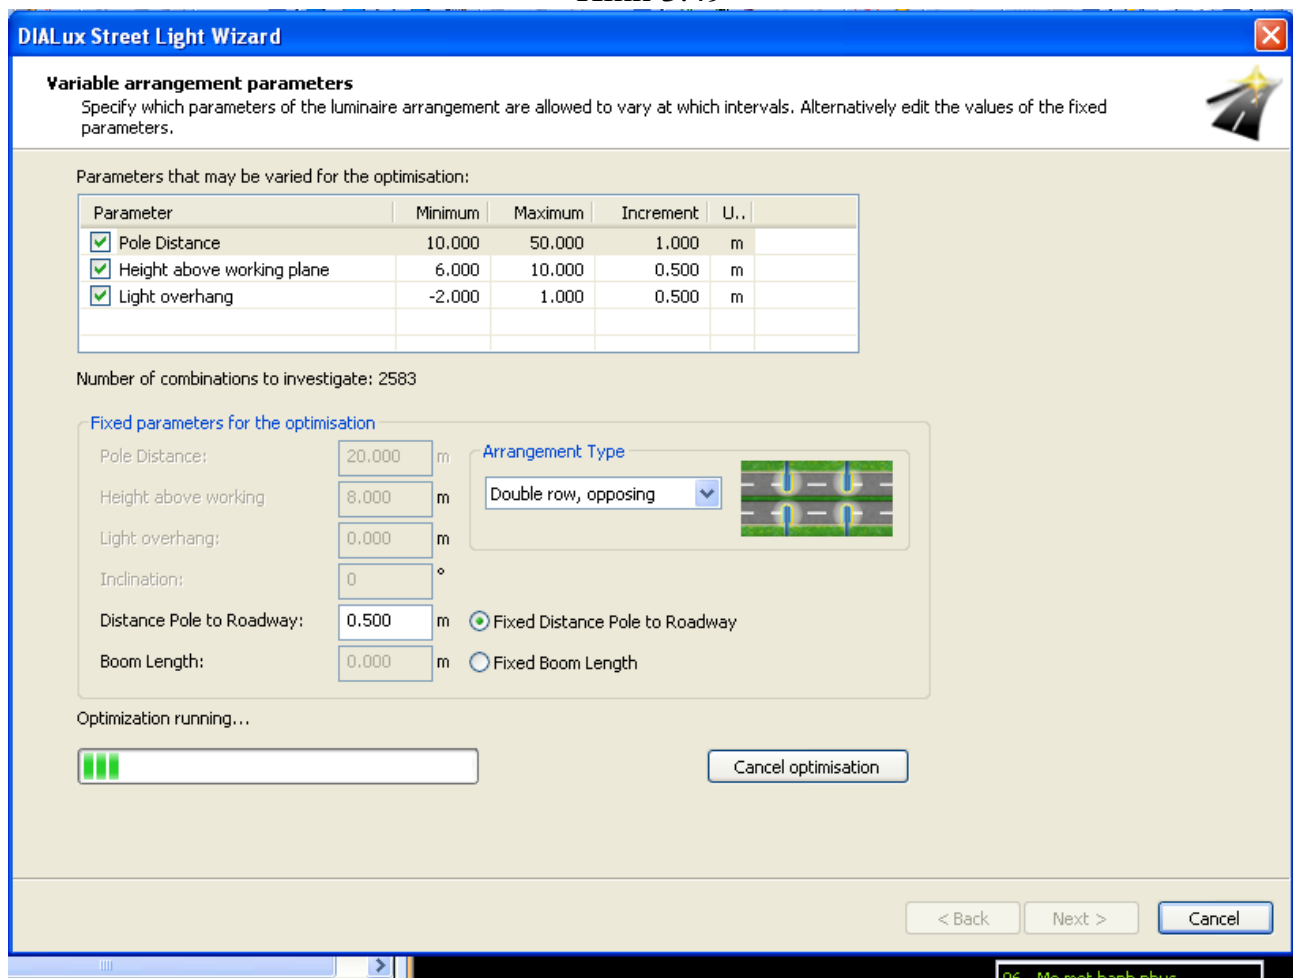 DIALux Street Light Wizard
Variable arrangement parameters
Specify which parameters of the luminaire arrangement are allowed to vary at which intervals. Alternatively edit the values of the fixed
parameters.
Parameters that may be varied for the optimisation:
Parameter Minimum Maximum Increment U..
Pole Distance 10.000 50.000 1.000 m
Height above working plane 6.000 10.000 0.500 m
Light overhang -2.000 1.000 0.500 m
Number of combinations to investigate: 2583
Fixed parameters for the optimisation
Pole Distance: 20.000 m
Arrangement Type
Height above working 8.000 m
Double row, opposing
Light overhang: 0.000 m
Inclination: 0 °
Distance Pole to Roadway: 0.500 m
Fixed Distance Pole to Roadway
Boom Length: 0.000 m
Fixed Boom Length
Optimization running...
Cancel optimisation
< Back Next > Cancel